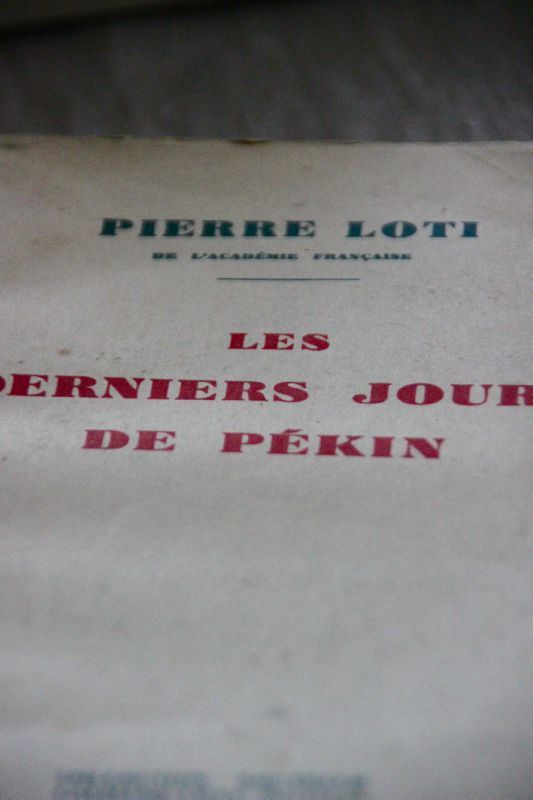 PIERRE LOTI
DE L'ACADÉMIE FRANÇAISE
LES
DERNIERS JOUR
DE PÉKIN